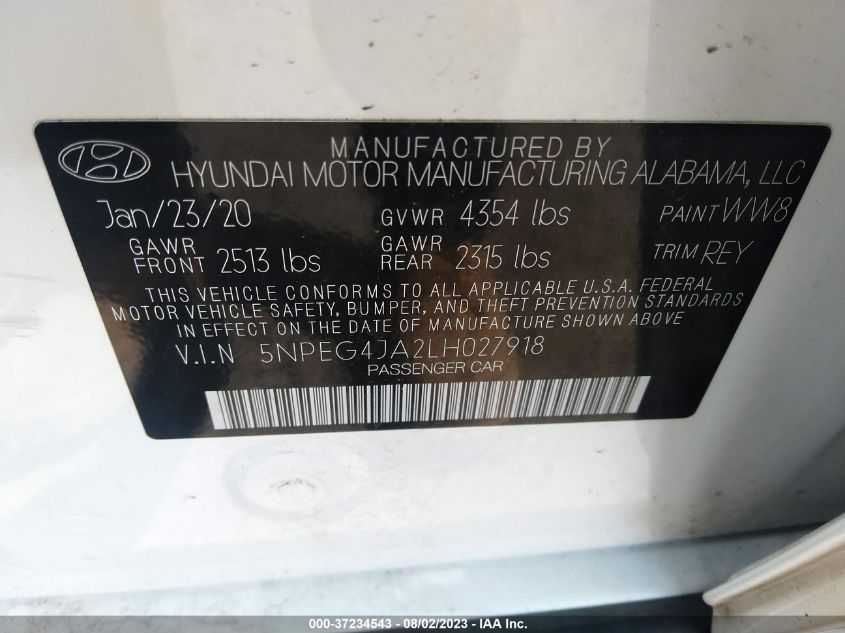 MANUFACTURED BY
HYUNDAI MOTOR MANUFACTURING ALABAMA, LLC
Jan/23/20 GVWR 4354 lbs PAINT WW8
GAWR FRONT 2513 lbs GAWR REAR 2315 lbs TRIM REY
THIS VEHICLE CONFORMS TO ALL APPLICABLE U.S.A. FEDERAL
MOTOR VEHICLE SAFETY, BUMPER, AND THEFT PREVENTION STANDARDS
IN EFFECT ON THE DATE OF MANUFACTURE SHOWN ABOVE
V.I.N 5NPEG4JA2LH027918
PASSENGER CAR
000-37234543 - 08/02/2023 - IAA Inc.